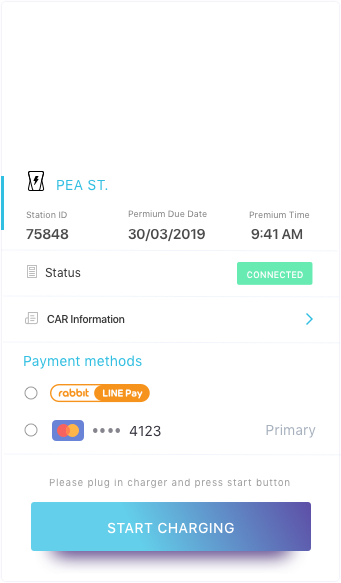 PEA ST.
Station ID Permium Due Date Premium Time
75848 30/03/2019 9:41 AM
Status CONNECTED
CAR Information
Payment methods
rabbit LINE Pay
•••• 4123 Primary
Please plug in charger and press start button
START CHARGING